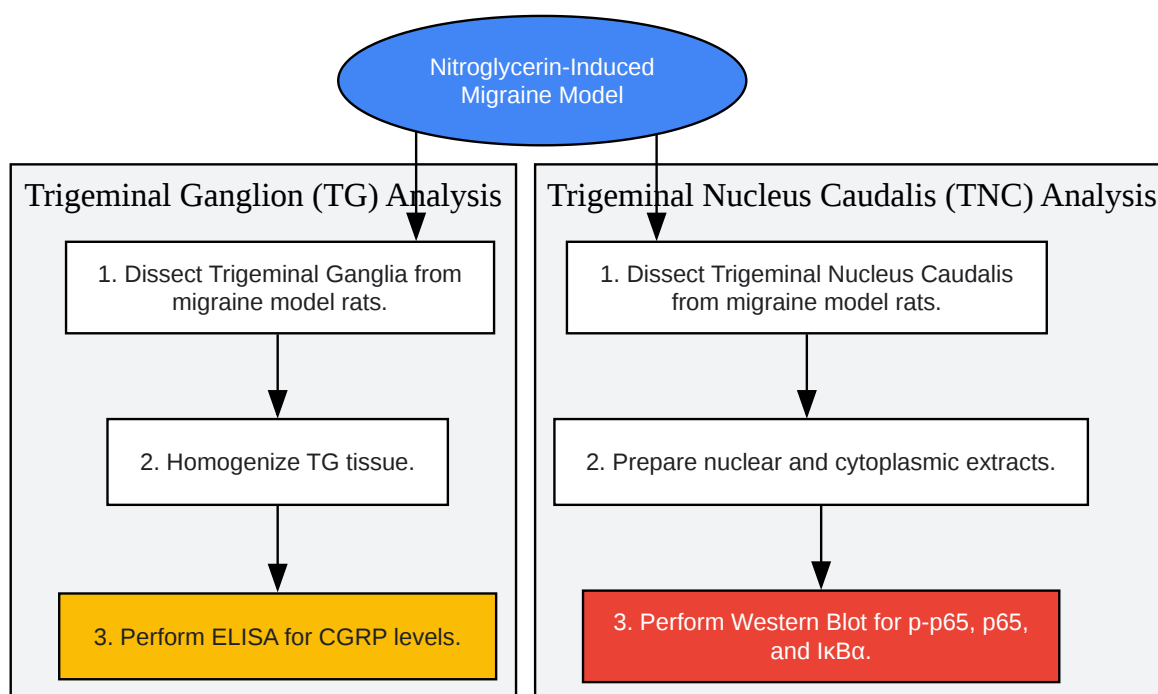 Nitroglycerin-Induced
Migraine Model
Trigeminal Ganglion (TG) Analysis
1. Dissect Trigeminal Ganglia from
migraine model rats.
2. Homogenize TG tissue.
3. Perform ELISA for CGRP levels.
Trigeminal Nucleus Caudalis (TNC) Analysis
1. Dissect Trigeminal Nucleus Caudalis
from migraine model rats.
2. Prepare nuclear and cytoplasmic extracts.
3. Perform Western Blot for p-p65, p65,
and IκBα.